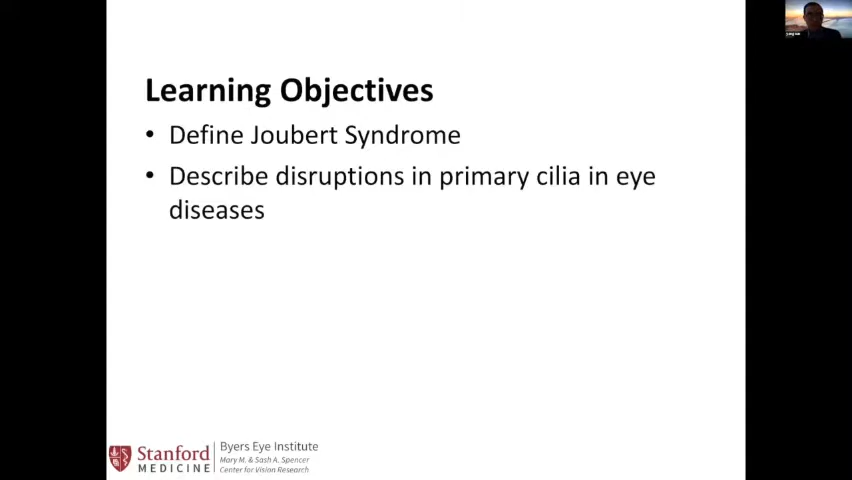 Learning Objectives
• Define Joubert Syndrome
• Describe disruptions in primary cilia in eye
diseases
Stanford
MEDICINE
Byers Eye Institute
Mary M. & Sash A. Spencer
Center for Vision Research